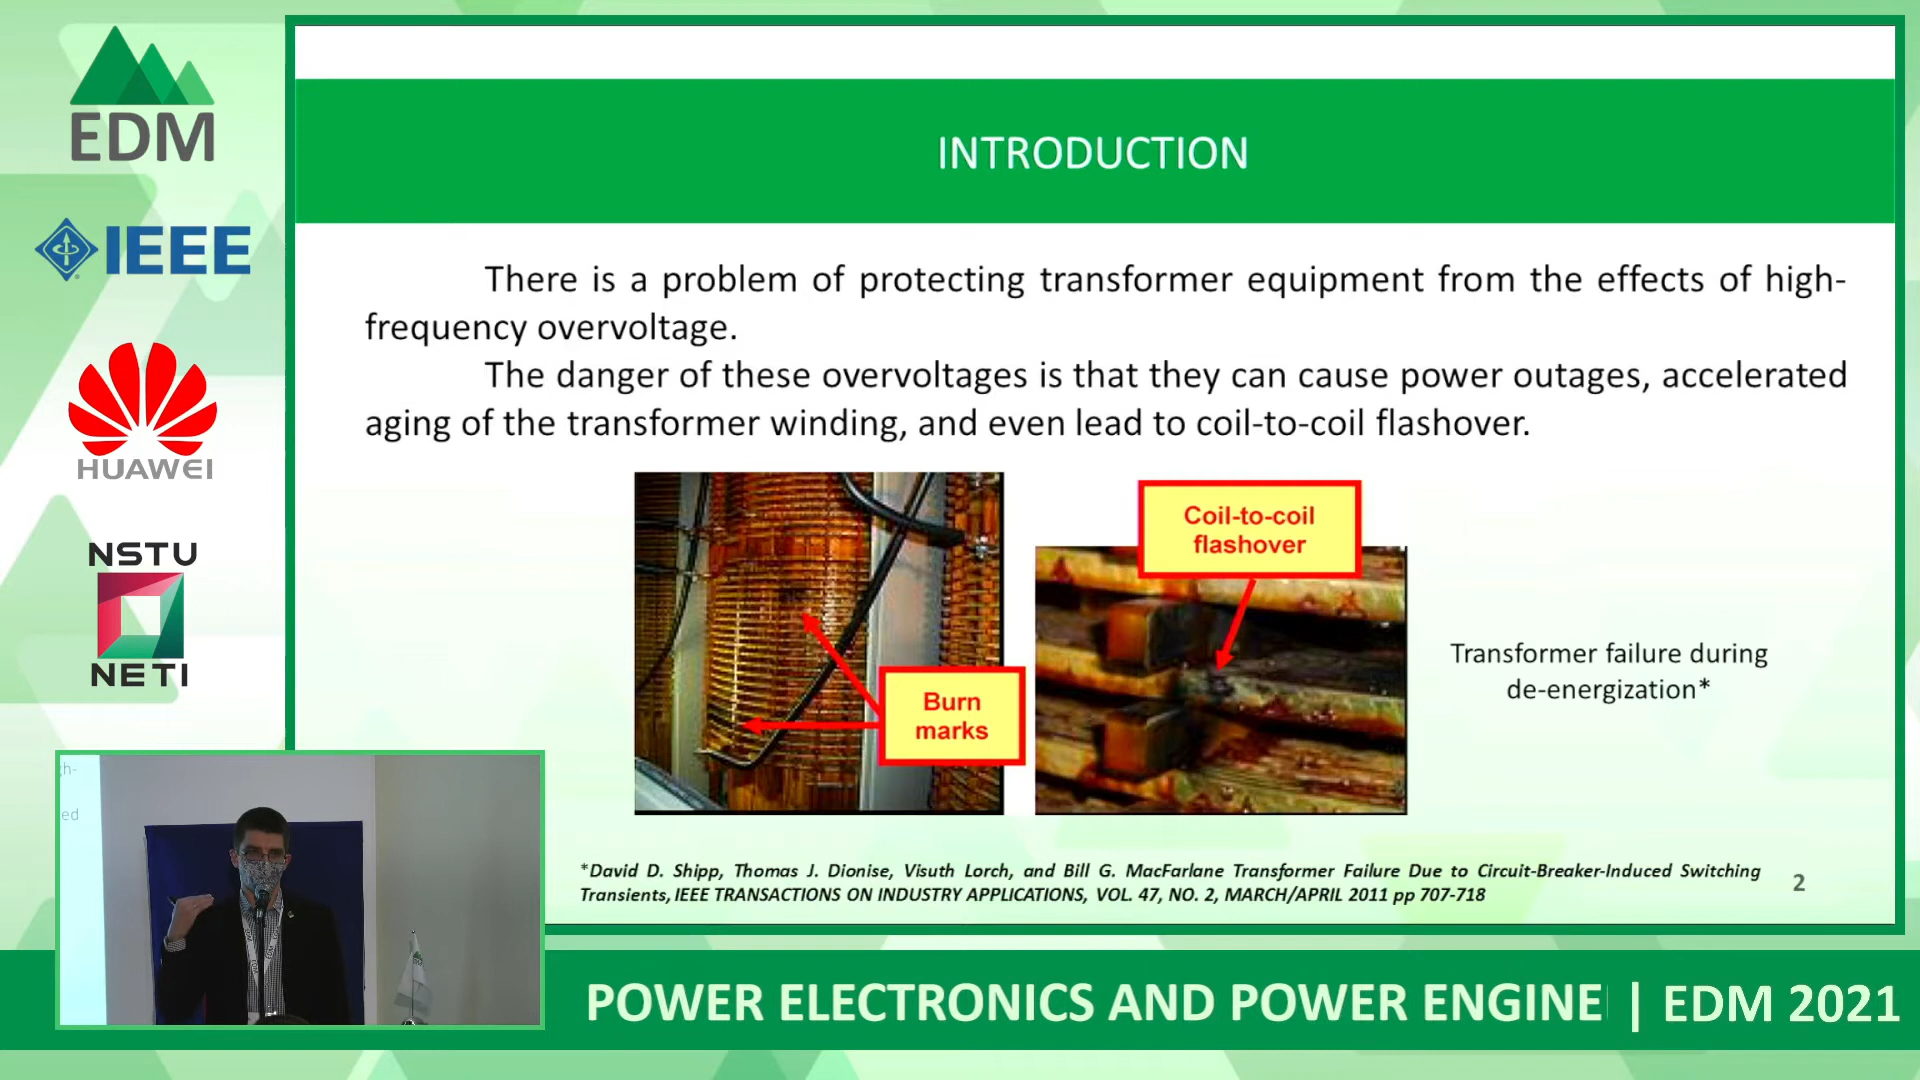 EDM
IEEE
HUAWEI
NSTU
NETI
INTRODUCTION
There is a problem of protecting transformer equipment from the effects of high-
frequency overvoltage.
The danger of these overvoltages is that they can cause power outages, accelerated
aging of the transformer winding, and even lead to coil-to-coil flashover.
Burn
marks
Coil-to-coil
flashover
Transformer failure during
de-energization*
*David D. Shipp, Thomas J. Dionise, Visuth Lorch, and Bill G. MacFarlane Transformer Failure Due to Circuit-Breaker-Induced Switching
Transients, IEEE TRANSACTIONS ON INDUSTRY APPLICATIONS, VOL. 47, NO. 2, MARCH/APRIL 2011 pp 707-718
2
gh-
ed
POWER ELECTRONICS AND POWER ENGINE | EDM 2021